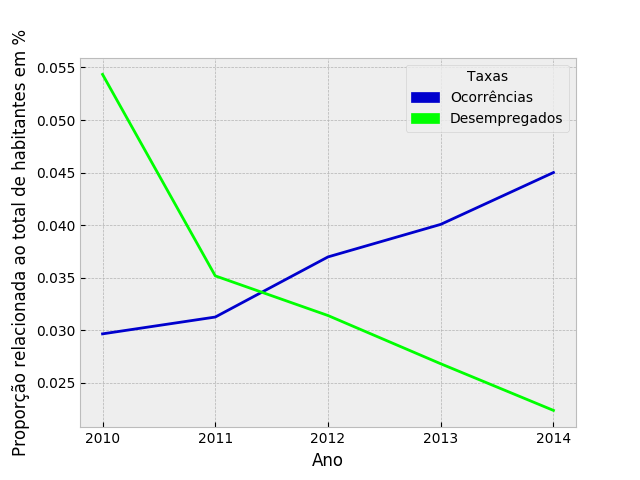 Proporção relacionada ao total de habitantes em %
0.055
0.050
0.045
0.040
0.035
0.030
0.025
Taxas
Ocorrências
Desempregados
2010 2011 2012 2013 2014
Ano